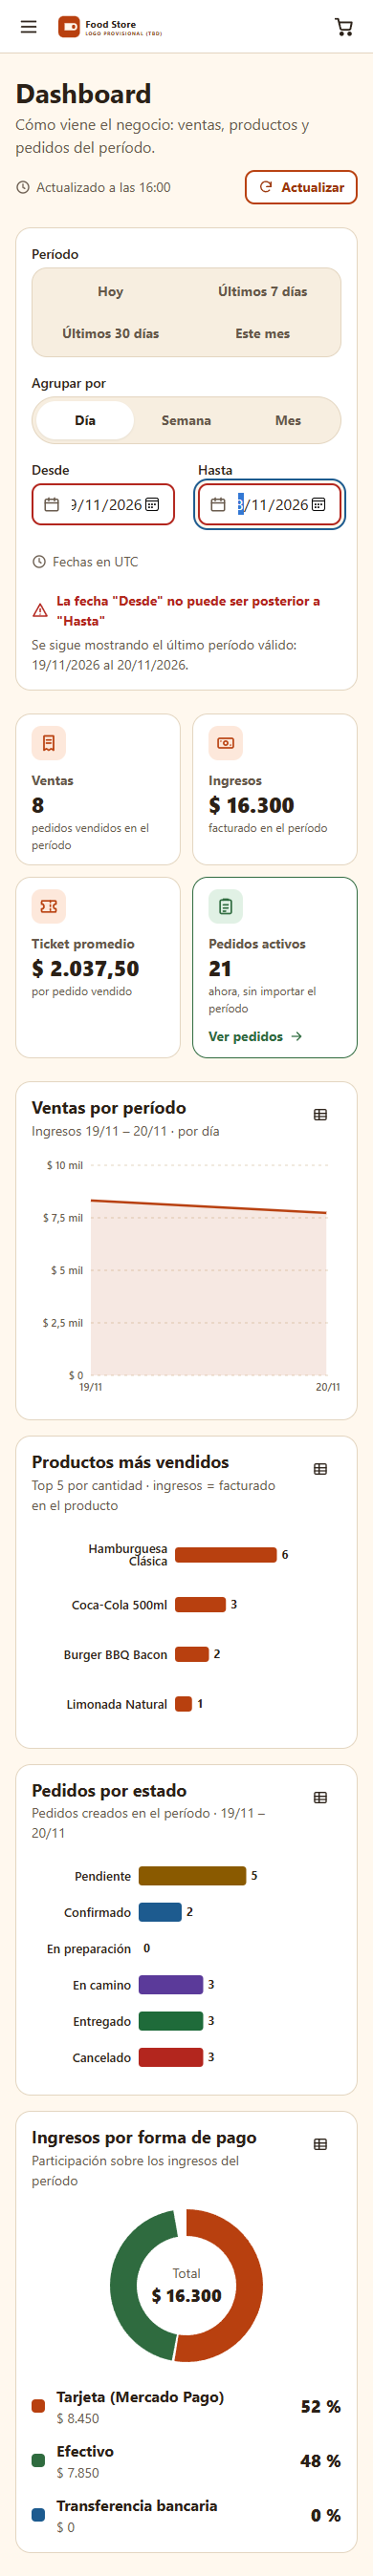 Food Store
LOGO PROVISIONAL (TBD)
Dashboard
Cómo viene el negocio: ventas, productos y
pedidos del período.
Actualizado a las 16:00
Actualizar
Período
Hoy
Últimos 7 días
Últimos 30 días
Este mes
Agrupar por
Día
Semana
Mes
Desde
Hasta
9/11/2026
/11/2026
Fechas en UTC
La fecha "Desde" no puede ser posterior a
"Hasta"
Se sigue mostrando el último período válido:
19/11/2026 al 20/11/2026.
Ventas
8
pedidos vendidos en el
período
Ingresos
$ 16.300
facturado en el período
Ticket promedio
$ 2.037,50
por pedido vendido
Pedidos activos
21
ahora, sin importar el
período
Ver pedidos →
Ventas por período
Ingresos 19/11 – 20/11 · por día
$ 10 mil
$ 7,5 mil
$ 5 mil
$ 2,5 mil
$ 0
19/11
20/11
Productos más vendidos
Top 5 por cantidad · ingresos = facturado
en el producto
Hamburguesa
Clásica
6
Coca-Cola 500ml
3
Burger BBQ Bacon
2
Limonada Natural
1
Pedidos por estado
Pedidos creados en el período · 19/11 –
20/11
Pendiente
5
Confirmado
2
En preparación
0
En camino
3
Entregado
3
Cancelado
3
Ingresos por forma de pago
Participación sobre los ingresos del
período
Total
$ 16.300
Tarjeta (Mercado Pago)
$ 8.450
52 %
Efectivo
$ 7.850
48 %
Transferencia bancaria
$ 0
0 %